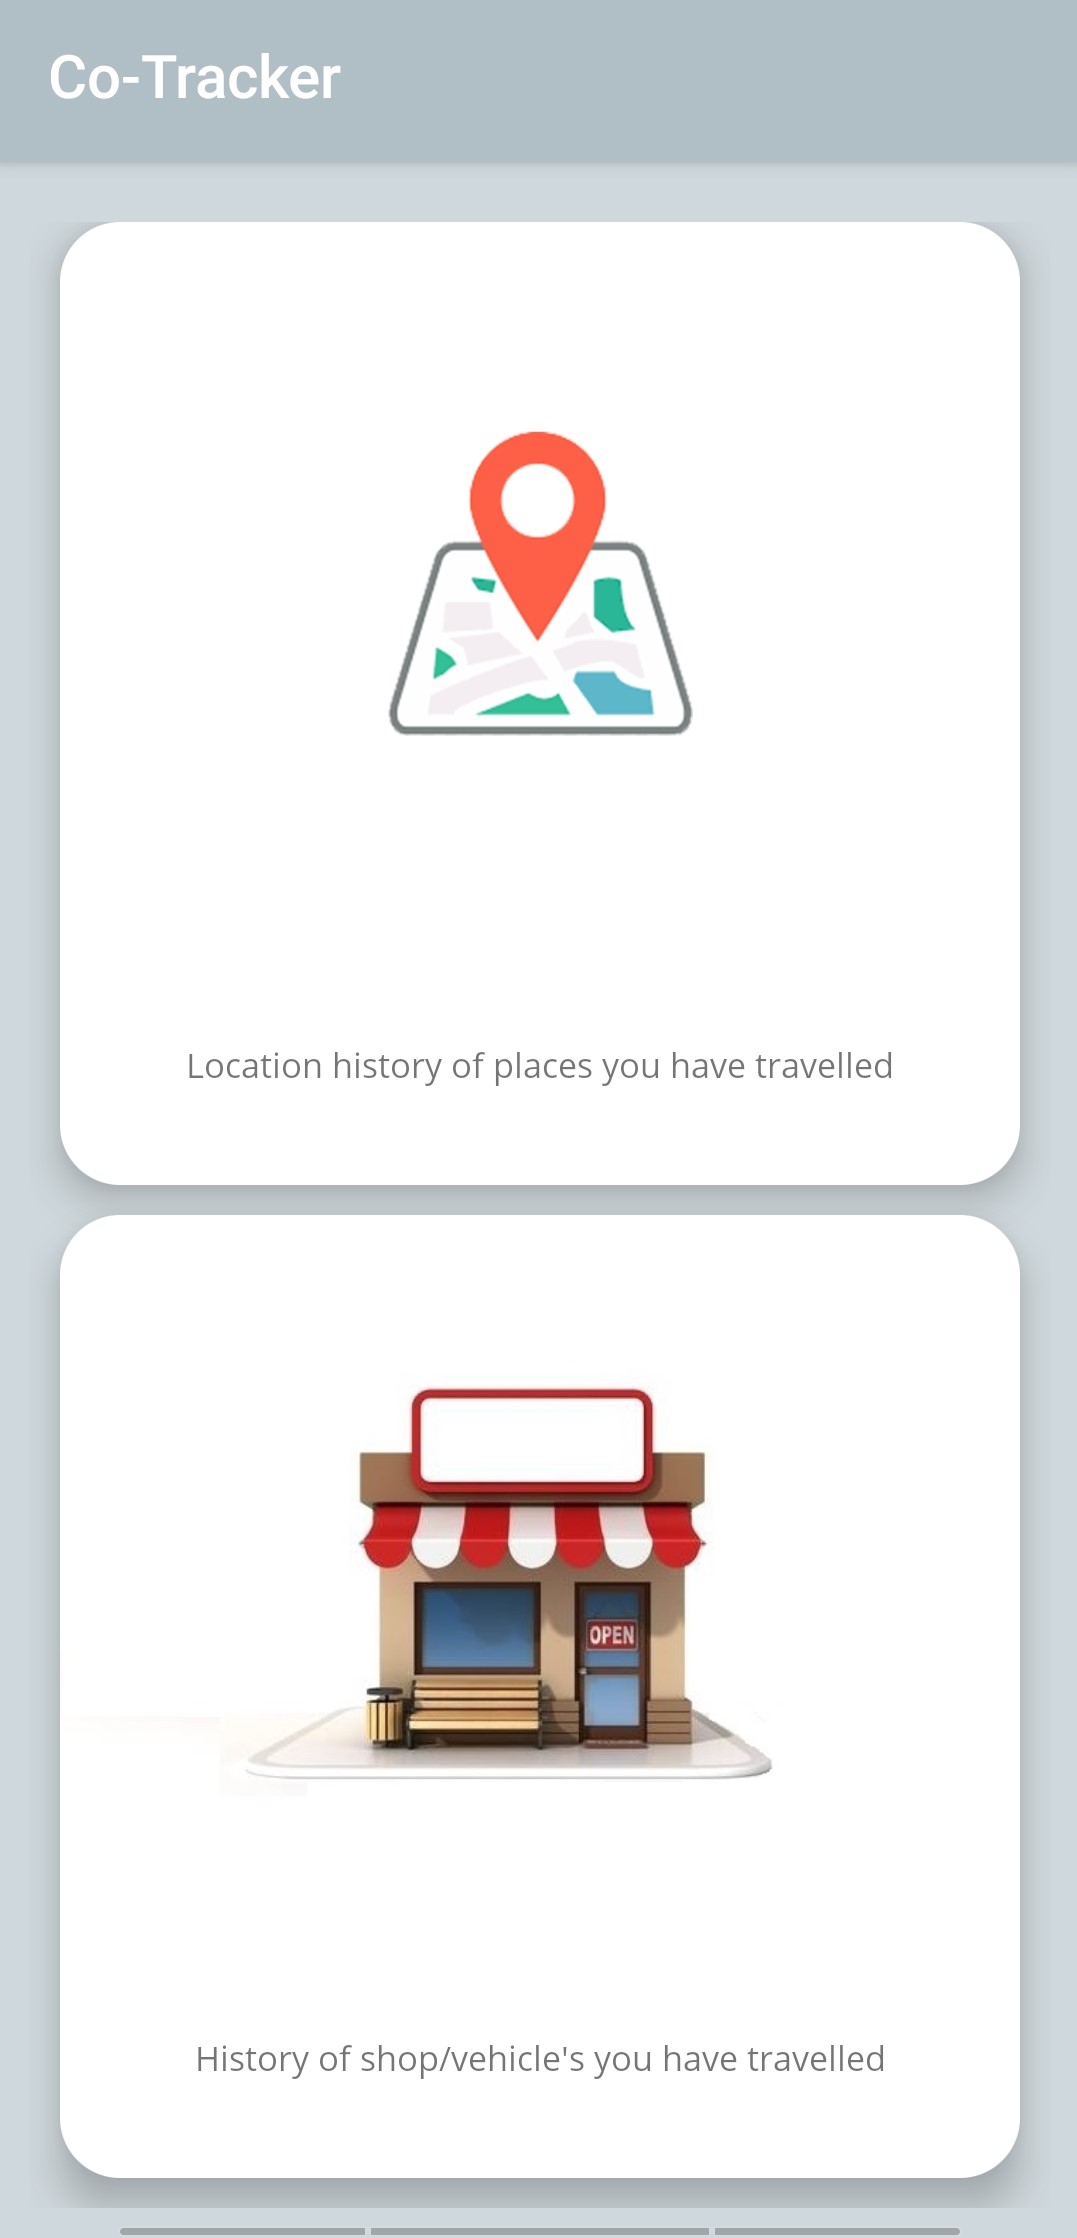 Co-Tracker
Location history of places you have travelled
OPEN
History of shop/vehicle's you have travelled